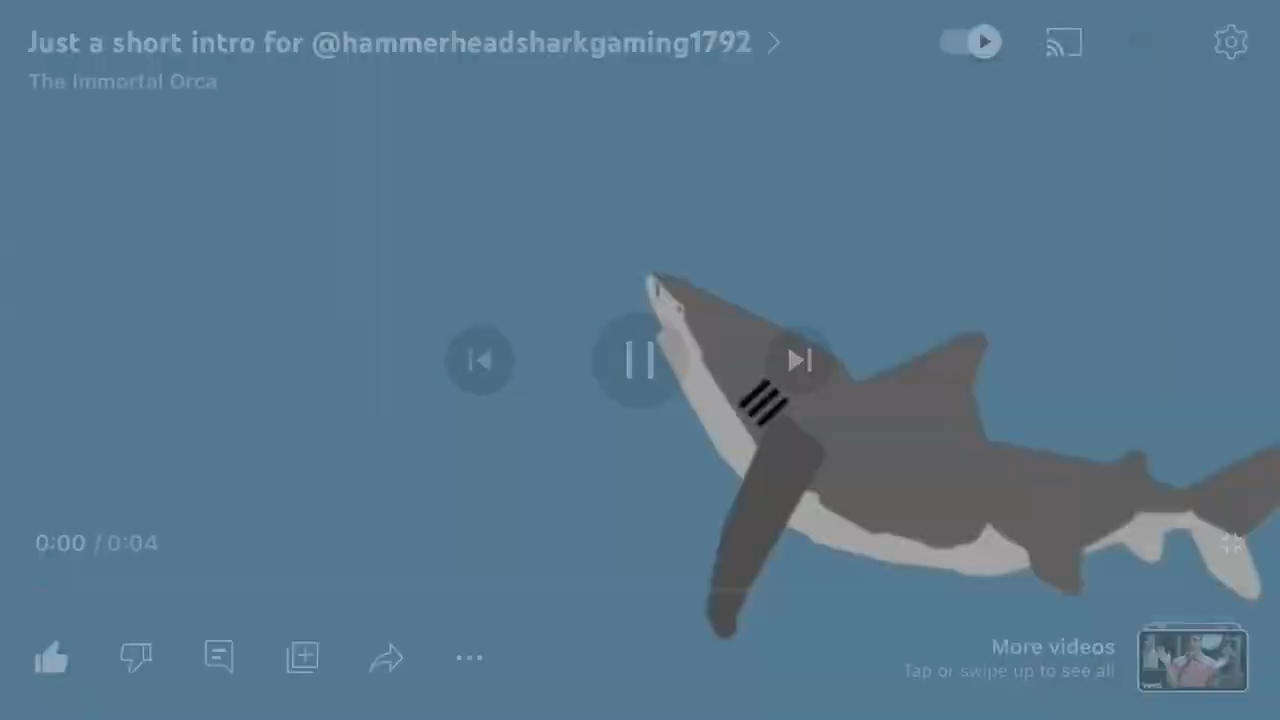 Just a short intro for @hammerheadsharkgaming1792
The Immortal Orca
0:00 / 0:04
More videos
Tap or swipe up to see all